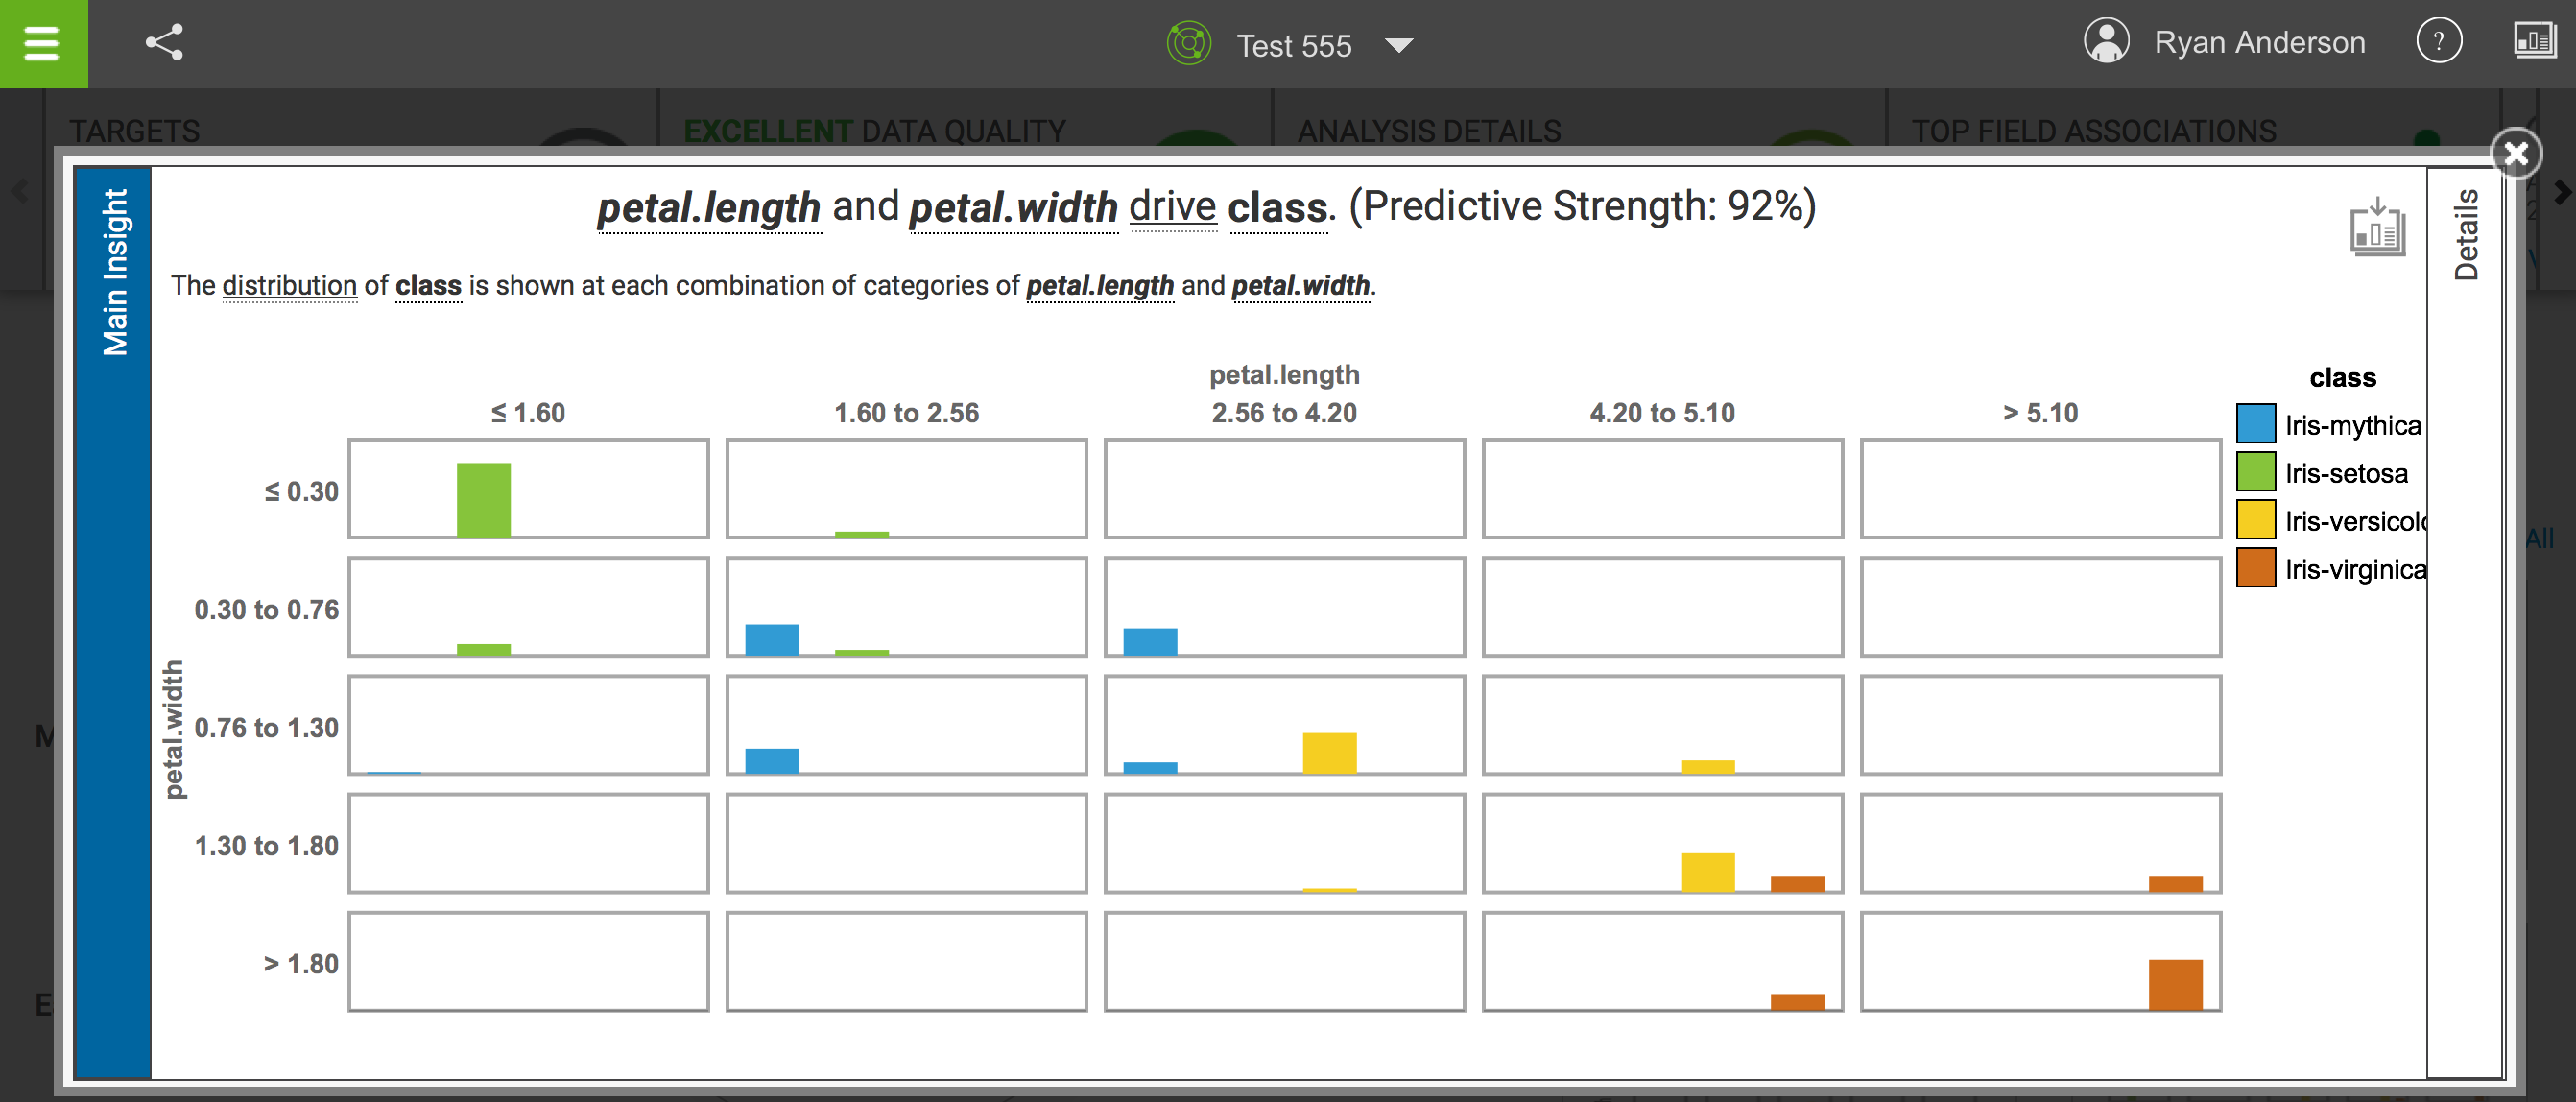 Test 555
Ryan Anderson
?
TARGETS
EXCELLENT DATA QUALITY
ANALYSIS DETAILS
TOP FIELD ASSOCIATIONS
Main Insight
petal.length and petal.width drive class. (Predictive Strength: 92%)
Details
The distribution of class is shown at each combination of categories of petal.length and petal.width.
petal.length
≤ 1.60
1.60 to 2.56
2.56 to 4.20
4.20 to 5.10
> 5.10
class
Iris-mythica
Iris-setosa
Iris-versicolo
Iris-virginica
All
petal.width
≤ 0.30
0.30 to 0.76
0.76 to 1.30
1.30 to 1.80
> 1.80
M
E